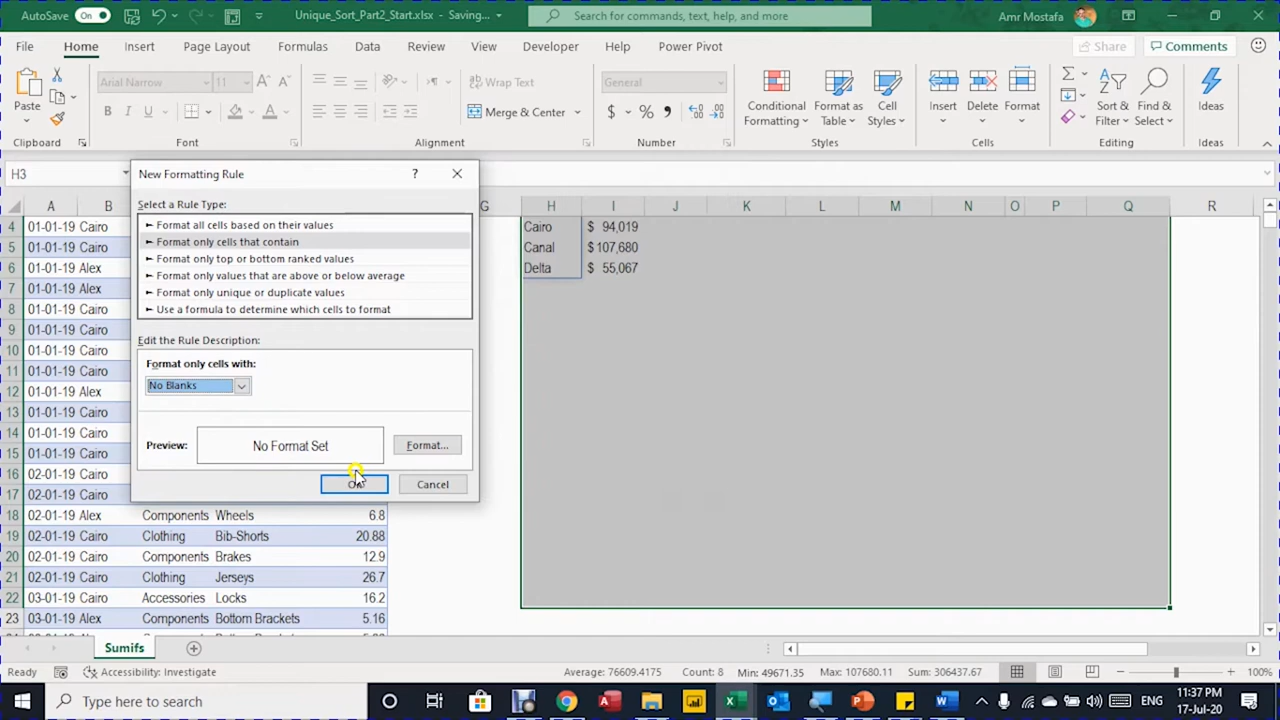 AutoSave On Unique_Sort_Part2_Start.xlsx - Saving... Search for commands, text, help, and more Amr Mostafa
File Home Insert Page Layout Formulas Data Review View Developer Help Power Pivot Share Comments
Paste Arial Narrow 11 Wrap Text General Conditional Format as Cell Insert Delete Format Sort & Find & Ideas
B I U Merge & Center $ % Formatting Table Styles Filter Select
Clipboard Font Alignment Number Styles Cells Editing Ideas
H3
New Formatting Rule ?
Select a Rule Type:
Format all cells based on their values
Format only cells that contain
Format only top or bottom ranked values
Format only values that are above or below average
Format only unique or duplicate values
Use a formula to determine which cells to format
Edit the Rule Description:
Format only cells with:
No Blanks
Preview: No Format Set Format...
Cancel
A B G H I J K L M N O P Q R
4 01-01-19 Cairo Cairo $ 94,019
5 01-01-19 Cairo Canal $ 107,680
6 01-01-19 Alex Delta $ 55,067
7 01-01-19 Alex
8 01-01-19 Cairo
9 01-01-19 Cairo
10 01-01-19 Cairo
11 01-01-19 Cairo
12 01-01-19 Alex
13 01-01-19 Cairo
14 01-01-19 Cairo
15 01-01-19 Cairo
16 02-01-19 Cairo
17 02-01-19 Cairo
18 02-01-19 Alex Components Wheels 6.8
19 02-01-19 Cairo Clothing Bib-Shorts 20.88
20 02-01-19 Cairo Components Brakes 12.9
21 02-01-19 Cairo Clothing Jerseys 26.7
22 03-01-19 Cairo Accessories Locks 16.2
23 03-01-19 Alex Components Bottom Brackets 5.16
Sumifs
Ready Accessibility: Investigate Average: 76609.4175 Count: 8 Min: 49671.35 Max: 107680.11 Sum: 306437.67 100%
Type here to search ENG 11:37 PM
17-Jul-20